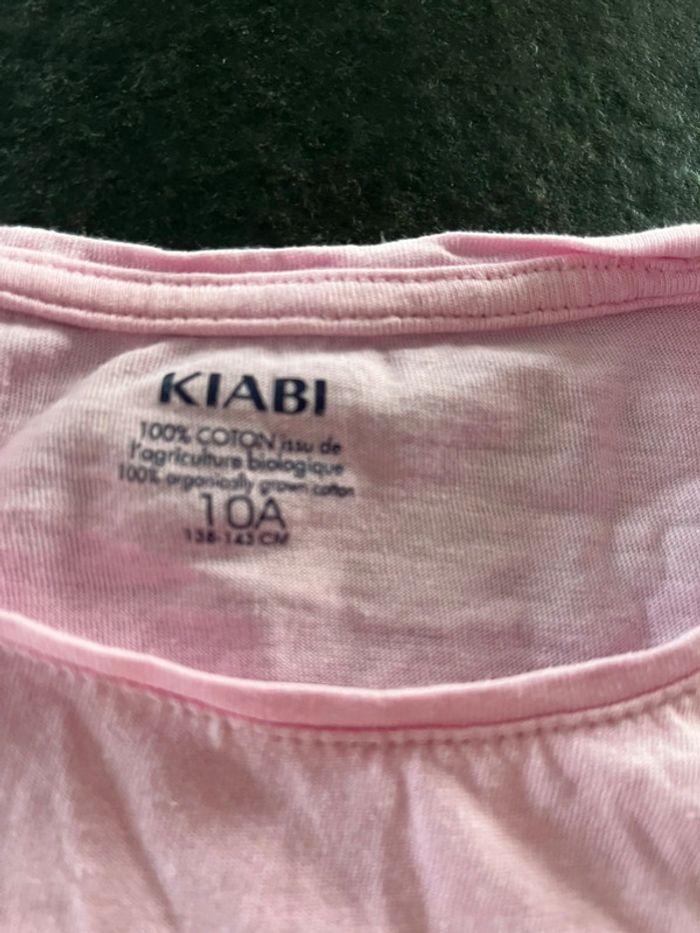 KIABI
100% COTON issu de
l'agriculture biologique
100% organically grown cotton
10A
138-143 CM